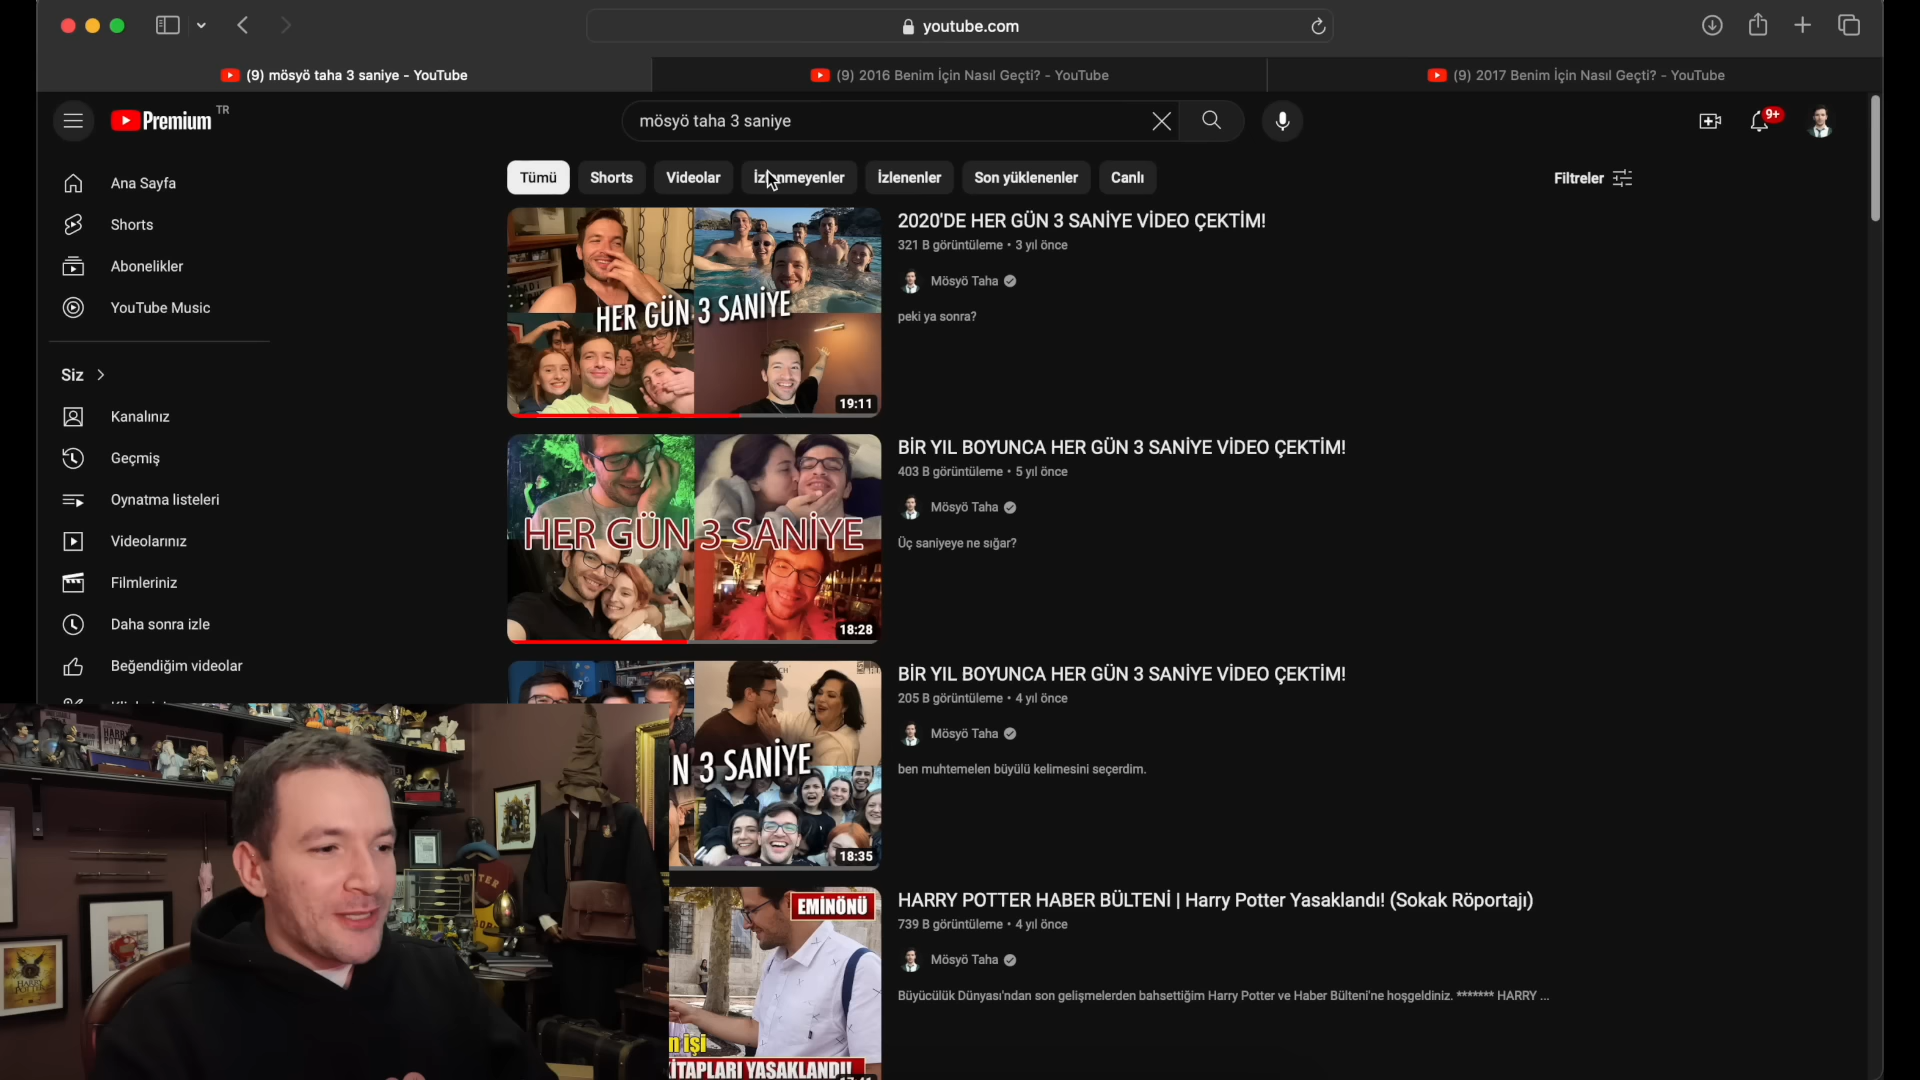 youtube.com
(9) mösyö taha 3 saniye - YouTube
(9) 2016 Benim İçin Nasıl Geçti? - YouTube
(9) 2017 Benim İçin Nasıl Geçti? - YouTube
Premium TR
mösyö taha 3 saniye
9+
Ana Sayfa
Shorts
Abonelikler
YouTube Music
Siz
Kanalınız
Geçmiş
Oynatma listeleri
Videolarınız
Filmleriniz
Daha sonra izle
Beğendiğim videolar
Tümü
Shorts
Videolar
İzlenmeyenler
İzlenenler
Son yüklenenler
Canlı
Filtreler
HER GÜN 3 SANİYE
19:11
2020'DE HER GÜN 3 SANİYE VİDEO ÇEKTİM!
321 B görüntüleme • 3 yıl önce
Mösyö Taha
peki ya sonra?
HER GÜN 3 SANİYE
18:28
BİR YIL BOYUNCA HER GÜN 3 SANİYE VİDEO ÇEKTİM!
403 B görüntüleme • 5 yıl önce
Mösyö Taha
Üç saniyeye ne sığar?
N 3 SANİYE
18:35
BİR YIL BOYUNCA HER GÜN 3 SANİYE VİDEO ÇEKTİM!
205 B görüntüleme • 4 yıl önce
Mösyö Taha
ben muhtemelen büyülü kelimesini seçerdim.
EMİNÖNÜ
n işi
KİTAPLARI YASAKLANDI!
HARRY POTTER HABER BÜLTENİ | Harry Potter Yasaklandı! (Sokak Röportajı)
739 B görüntüleme • 4 yıl önce
Mösyö Taha
Büyücülük Dünyası'ndan son gelişmelerden bahsettiğim Harry Potter ve Haber Bülteni'ne hoşgeldiniz. ******* HARRY ...
HARRY POTTER